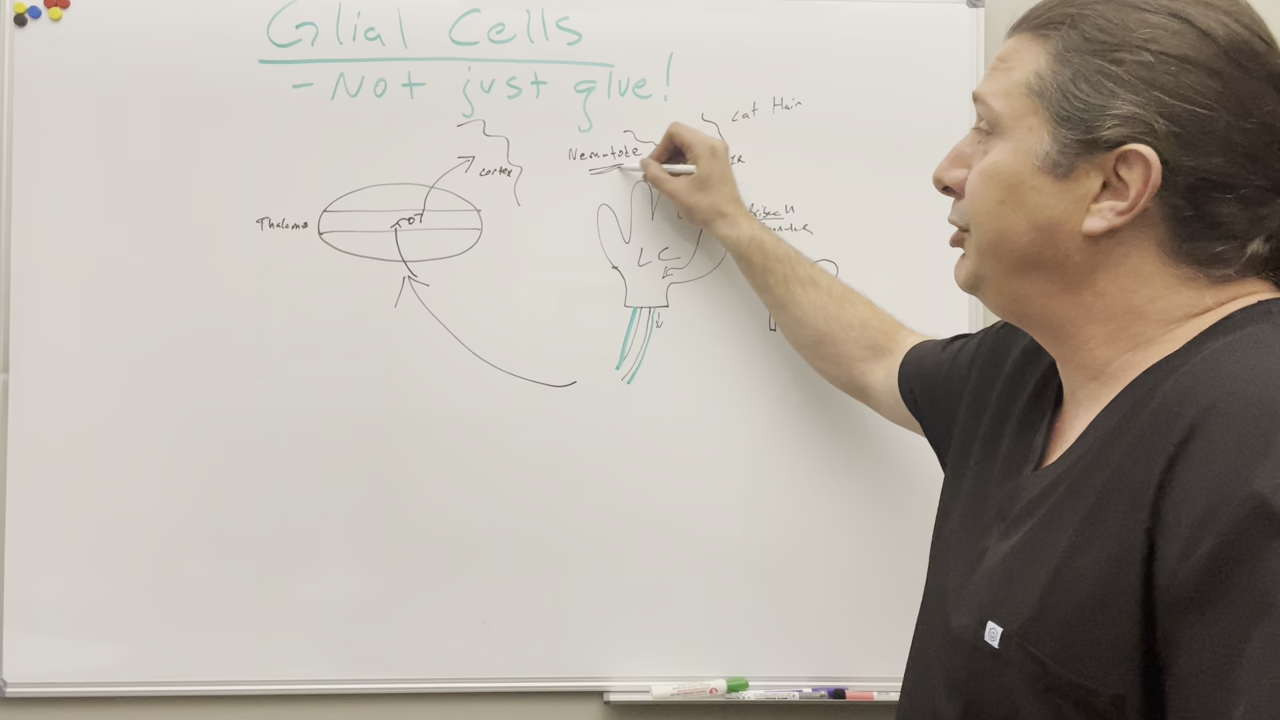 Glial Cells
- Not just glue!
Cat Hair
Nematode
cortex
Thalamus
LC